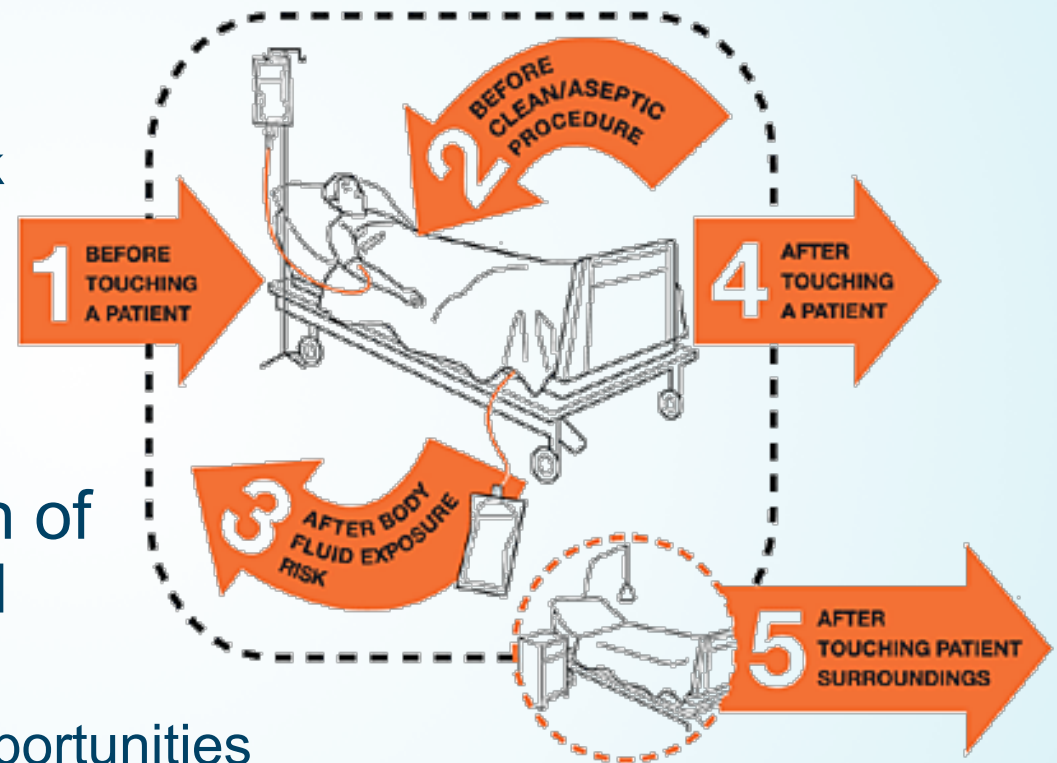 1 BEFORE
TOUCHING
A PATIENT
2 BEFORE
CLEAN/ASEPTIC
PROCEDURE
3 AFTER BODY
FLUID EXPOSURE
RISK
4 AFTER
TOUCHING
A PATIENT
5 AFTER
TOUCHING PATIENT
SURROUNDINGS
of